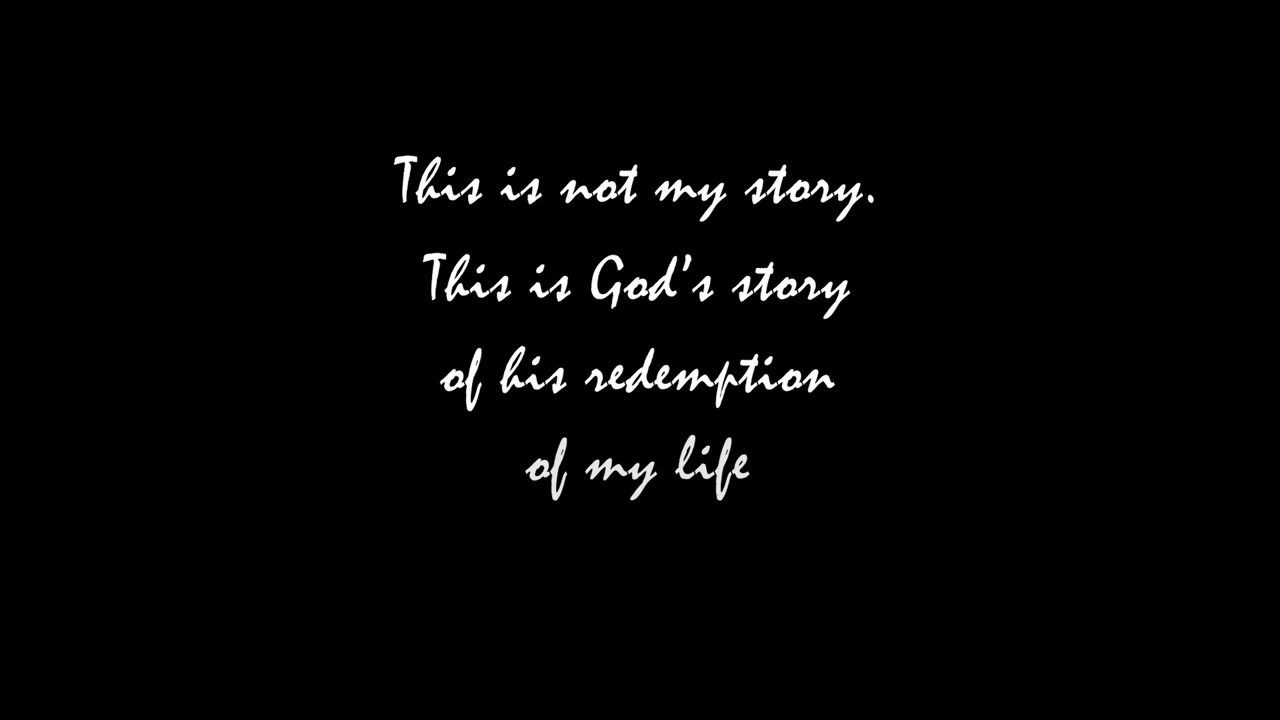 This is not my story.
This is God's story
of his redemption
of my life